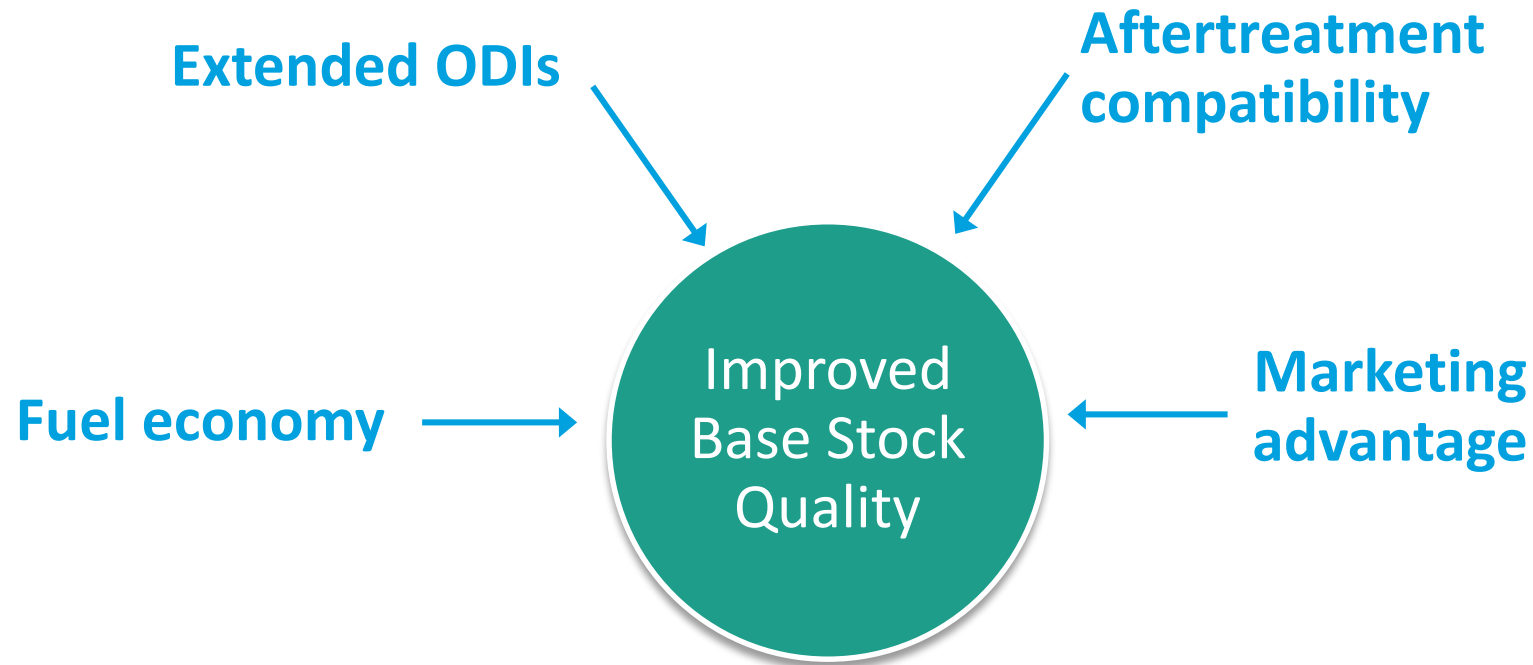 Extended ODIs
Aftertreatment
compatibility
Fuel economy
Improved
Base Stock
Quality
Marketing
advantage